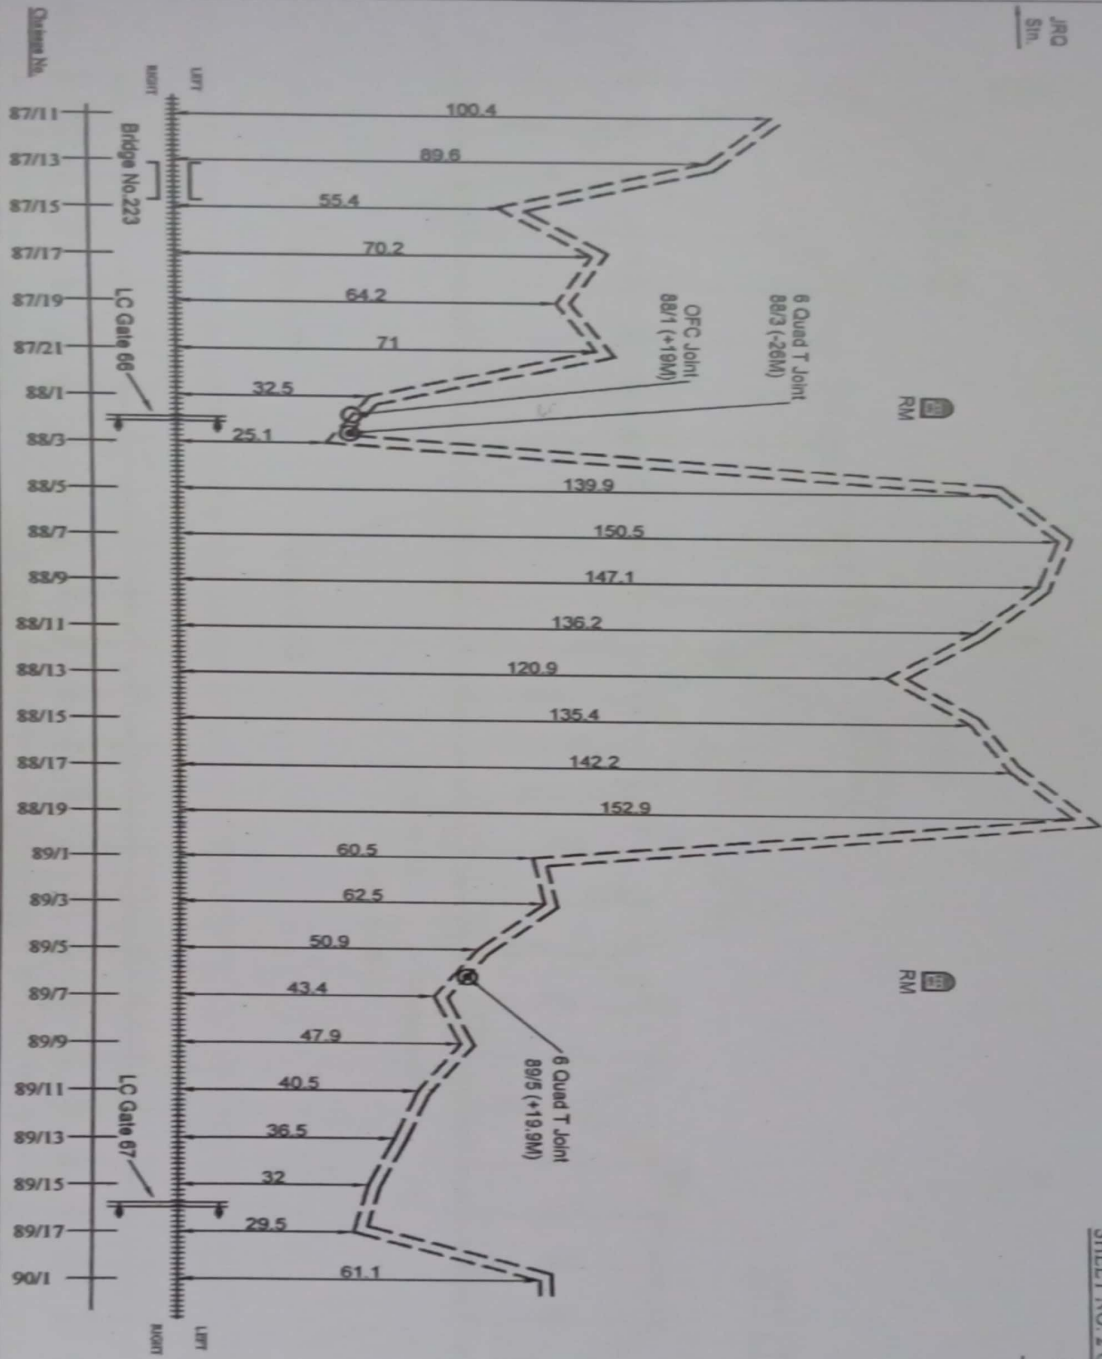 JRQ
Stn.
Chainage No.
RIGHT
LEFT
87/11
100.4
87/13
89.6
Bridge No.223
87/15
55.4
87/17
70.2
87/19
64.2
LC Gate 66
87/21
71
OFC Joint
88/1 (+19M)
6 Quad T Joint
88/3 (-26M)
88/1
32.5
RM
88/3
25.1
88/5
139.9
88/7
150.5
88/9
147.1
88/11
136.2
88/13
120.9
88/15
135.4
88/17
142.2
88/19
152.9
89/1
60.5
89/3
62.5
89/5
50.9
RM
89/7
43.4
89/9
47.9
6 Quad T Joint
89/5 (+19.9M)
89/11
40.5
LC Gate 67
89/13
36.5
89/15
32
89/17
29.5
90/1
61.1
RIGHT
LEFT